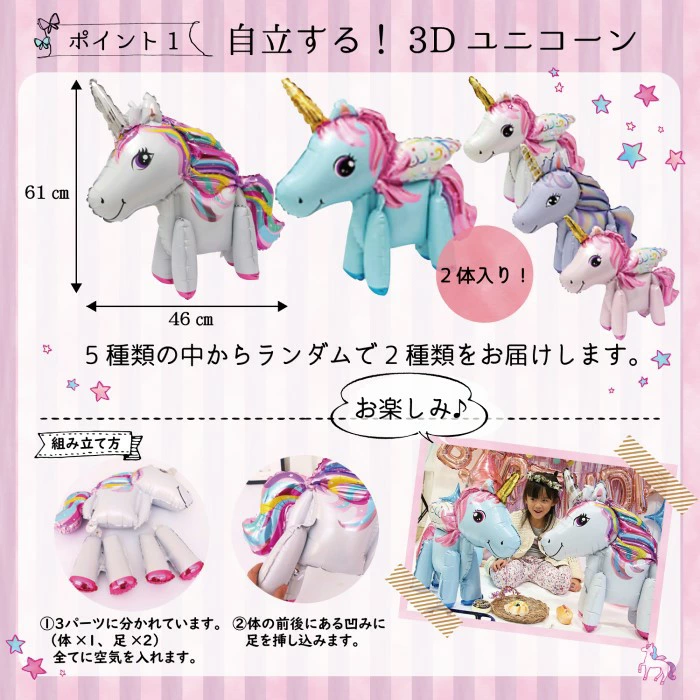 ポイント1
自立する！ 3D ユニコーン
61 cm
46 cm
2体入り！
5種類の中からランダムで2種類をお届けします。
お楽しみ♪
組み立て方
①3パーツに分かれています。
（体×1、足×2）
全てに空気を入れます。
②体の前後にある凹みに
足を挿し込みます。